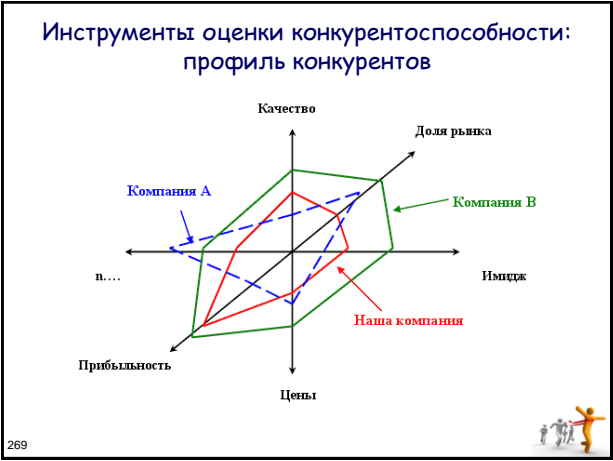 Инструменты оценки конкурентоспособности:
профиль конкурентов
Качество
Доля рынка
Компания А
Компания В
n....
Имидж
Наша компания
Прибыльность
Цены
269